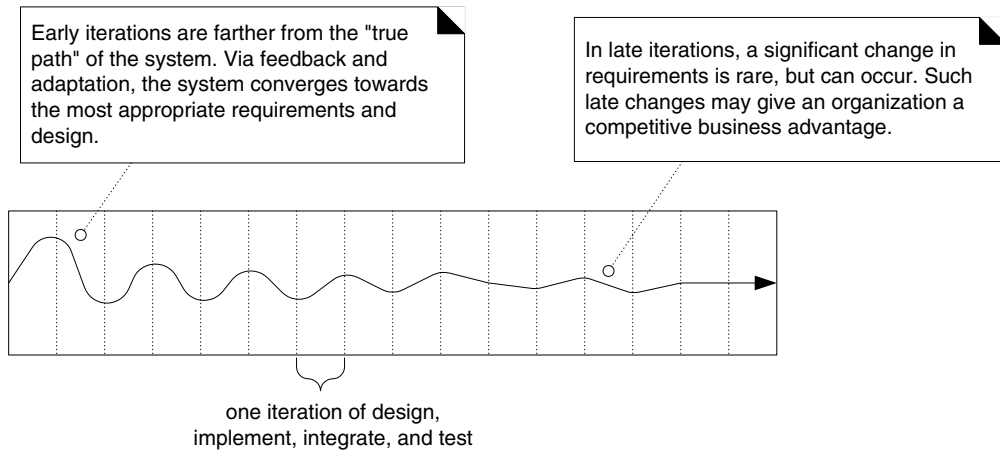 Early iterations are farther from the "true
path" of the system. Via feedback and
adaptation, the system converges towards
the most appropriate requirements and
design.
In late iterations, a significant change in
requirements is rare, but can occur. Such
late changes may give an organization a
competitive business advantage.
one iteration of design,
implement, integrate, and test